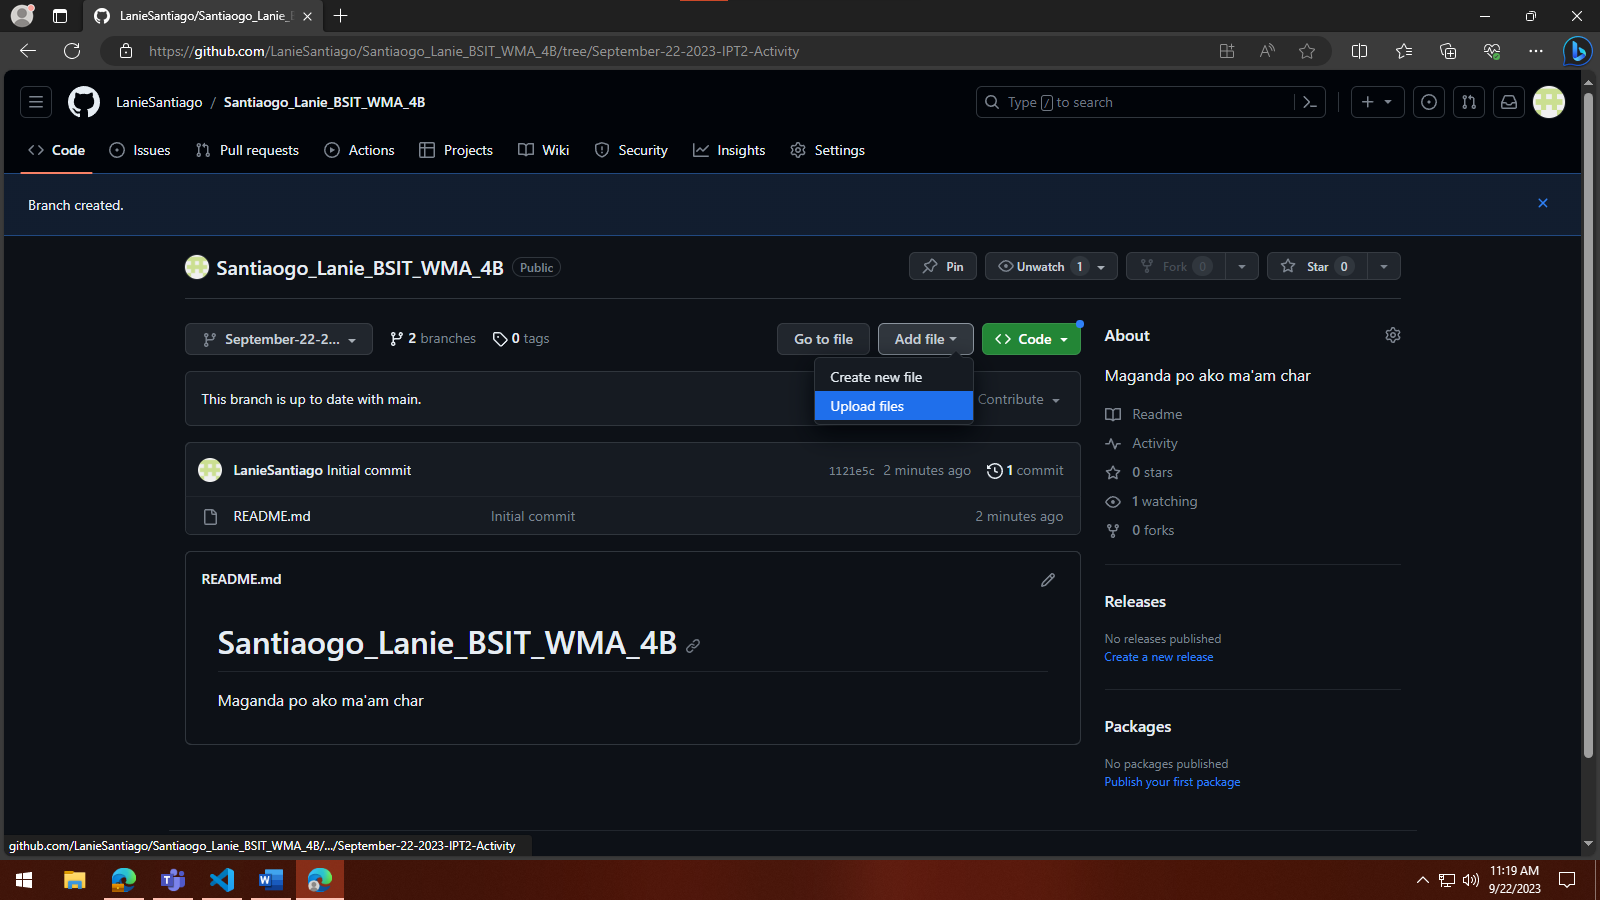 LanieSantiago/Santiaogo_Lanie_E
https://github.com/LanieSantiago/Santiaogo_Lanie_BSIT_WMA_4B/tree/September-22-2023-IPT2-Activity
LanieSantiago / Santiaogo_Lanie_BSIT_WMA_4B
Type / to search
Code Issues Pull requests Actions Projects Wiki Security Insights Settings
Branch created.
Santiaogo_Lanie_BSIT_WMA_4B Public
Pin Unwatch 1 Fork 0 Star 0
September-22-2... 2 branches 0 tags
Go to file Add file Code
Create new file
Upload files
This branch is up to date with main.
Contribute
LanieSantiago Initial commit 1121e5c 2 minutes ago 1 commit
README.md Initial commit 2 minutes ago
README.md
Santiaogo_Lanie_BSIT_WMA_4B
Maganda po ako ma'am char
About
Maganda po ako ma'am char
Readme
Activity
0 stars
1 watching
0 forks
Releases
No releases published
Create a new release
Packages
No packages published
Publish your first package
github.com/LanieSantiago/Santiaogo_Lanie_BSIT_WMA_4B/.../September-22-2023-IPT2-Activity
11:19 AM
9/22/2023